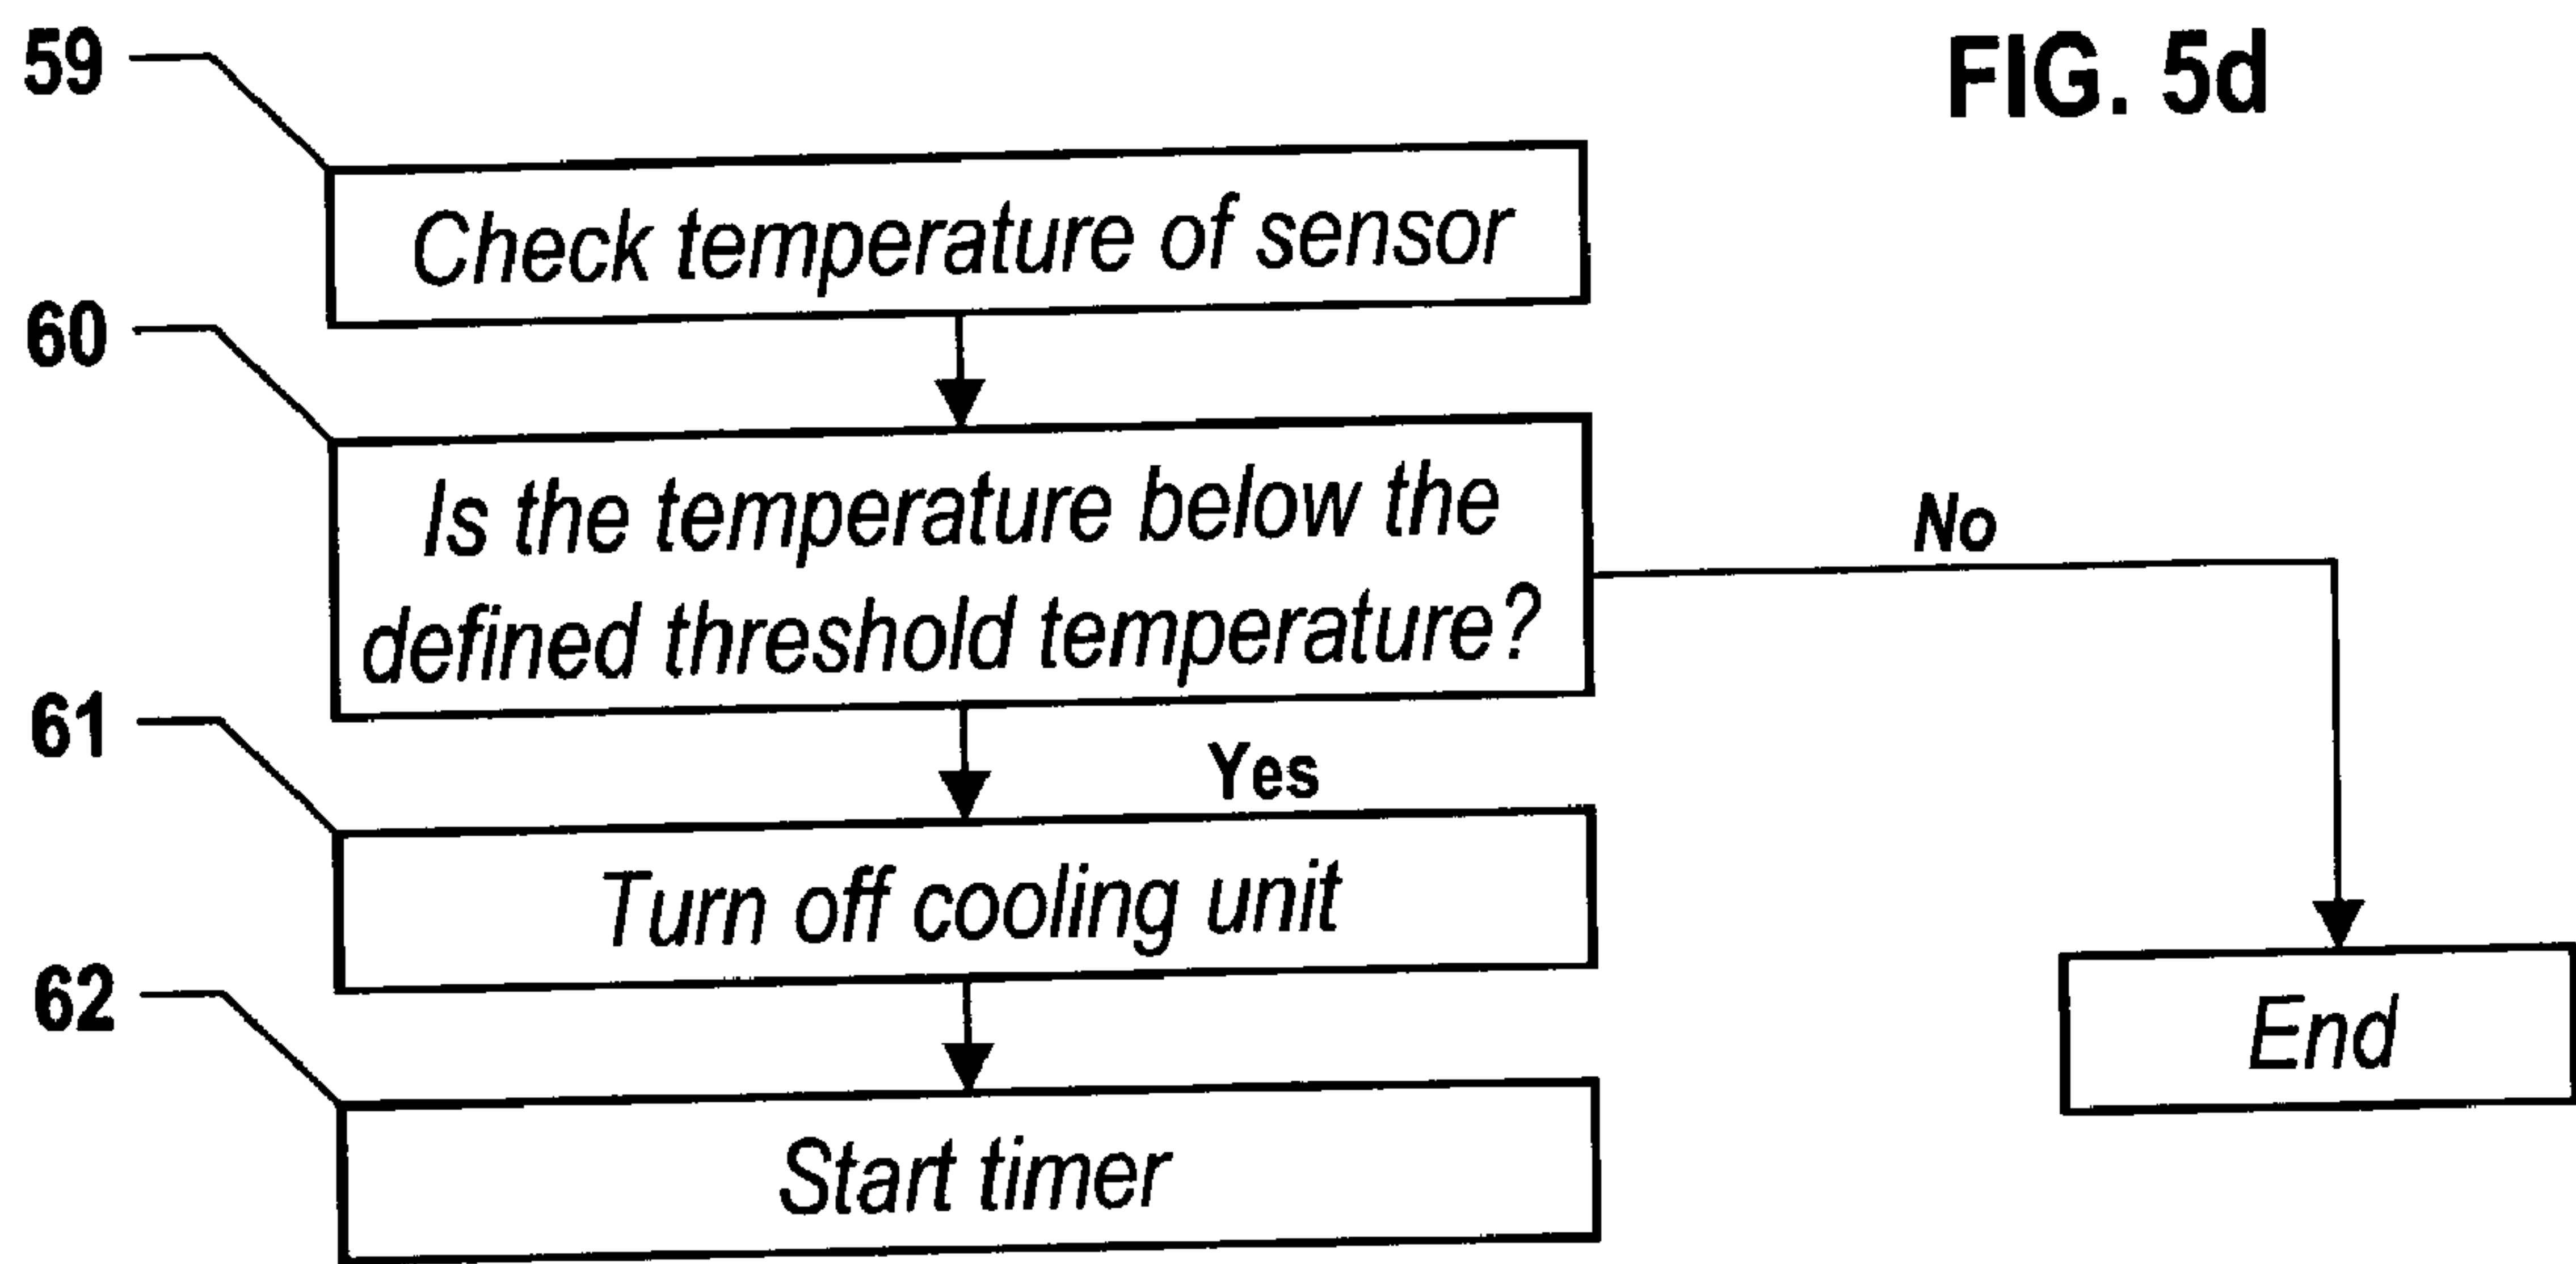 FIG. 5d
59
Check temperature of sensor
60
Is the temperature below the
defined threshold temperature?
No
61
Yes
Turn off cooling unit
62
End
Start timer